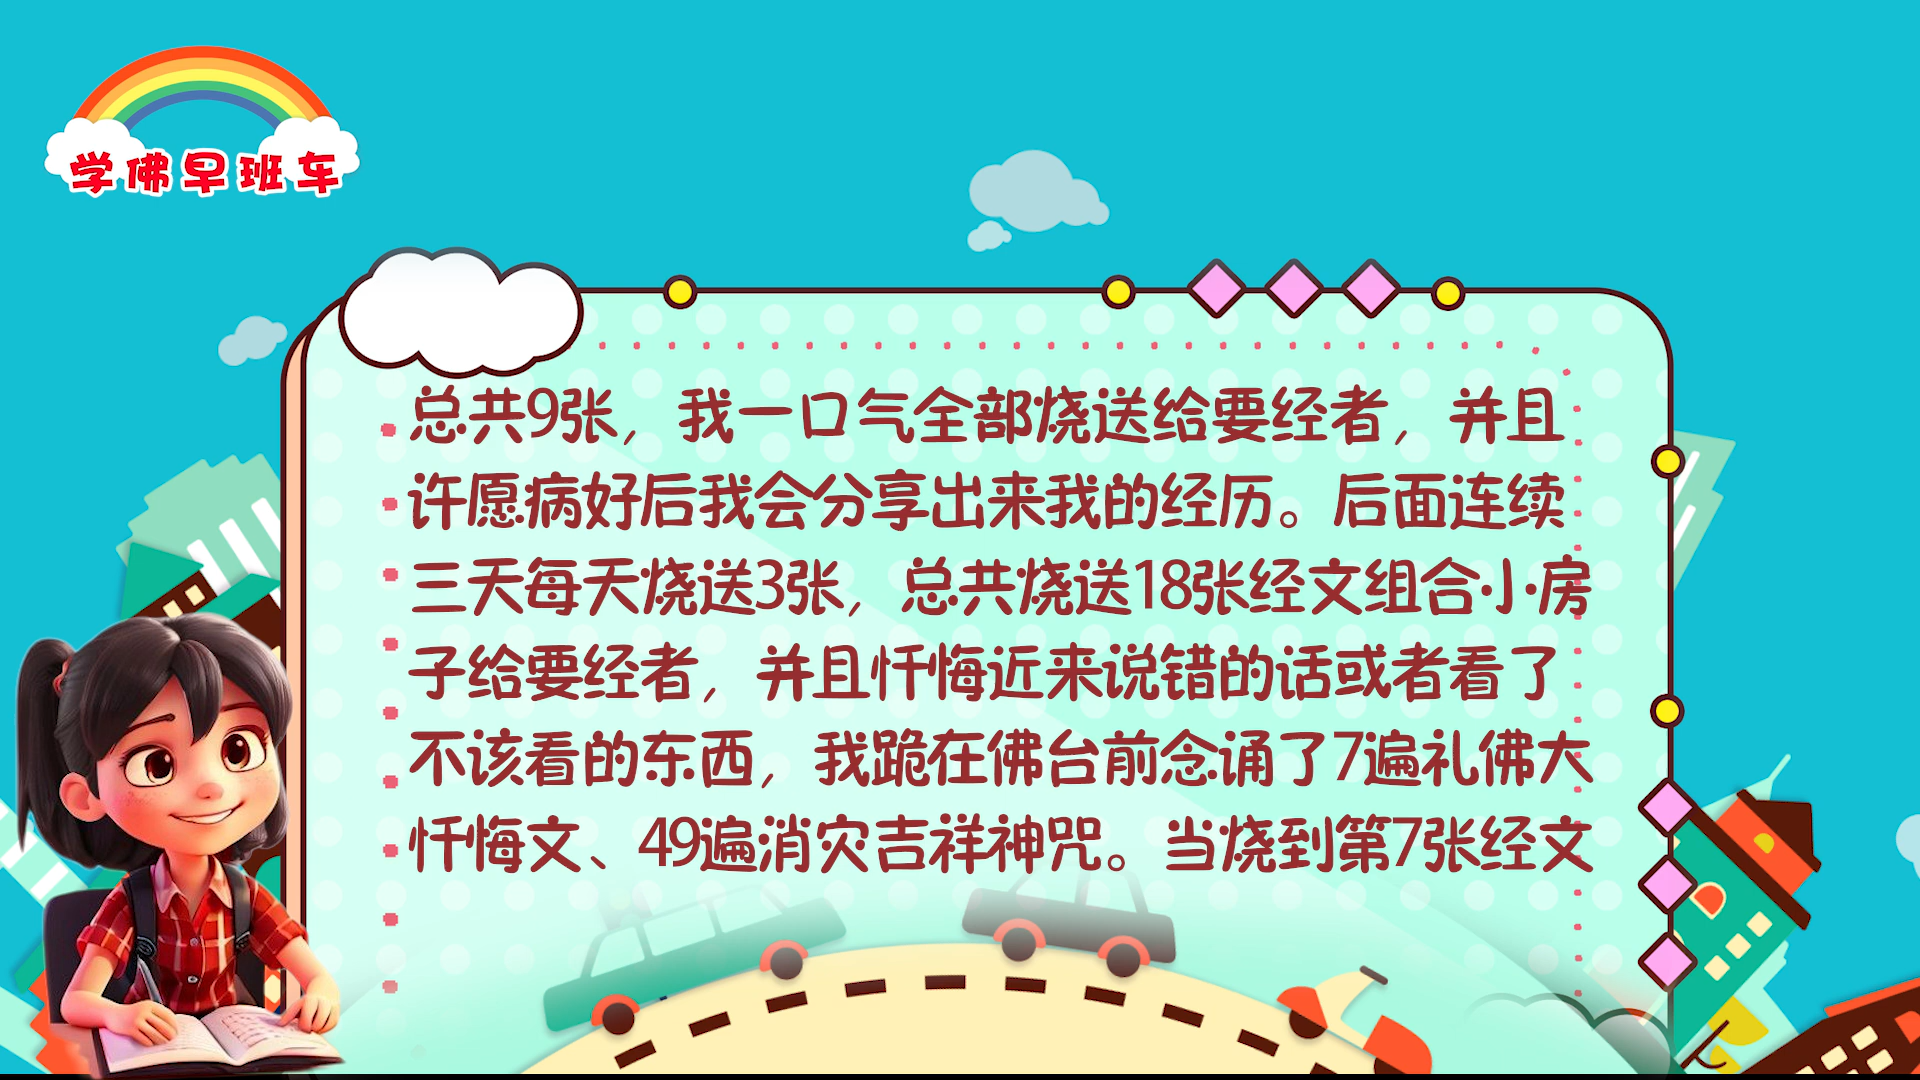 学佛早班车
总共9张，我一口气全部烧送给要经者，并且
许愿病好后我会分享出来我的经历。后面连续
三天每天烧送3张，总共烧送18张经文组合小房
子给要经者，并且忏悔近来说错的话或者看了
不该看的东西，我跪在佛台前念诵了7遍礼佛大
忏悔文、49遍消灾吉祥神咒。当烧到第7张经文